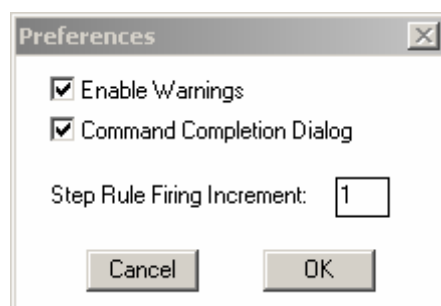 Preferences
Enable Warnings
Command Completion Dialog
Step Rule Firing Increment: 1
Cancel OK